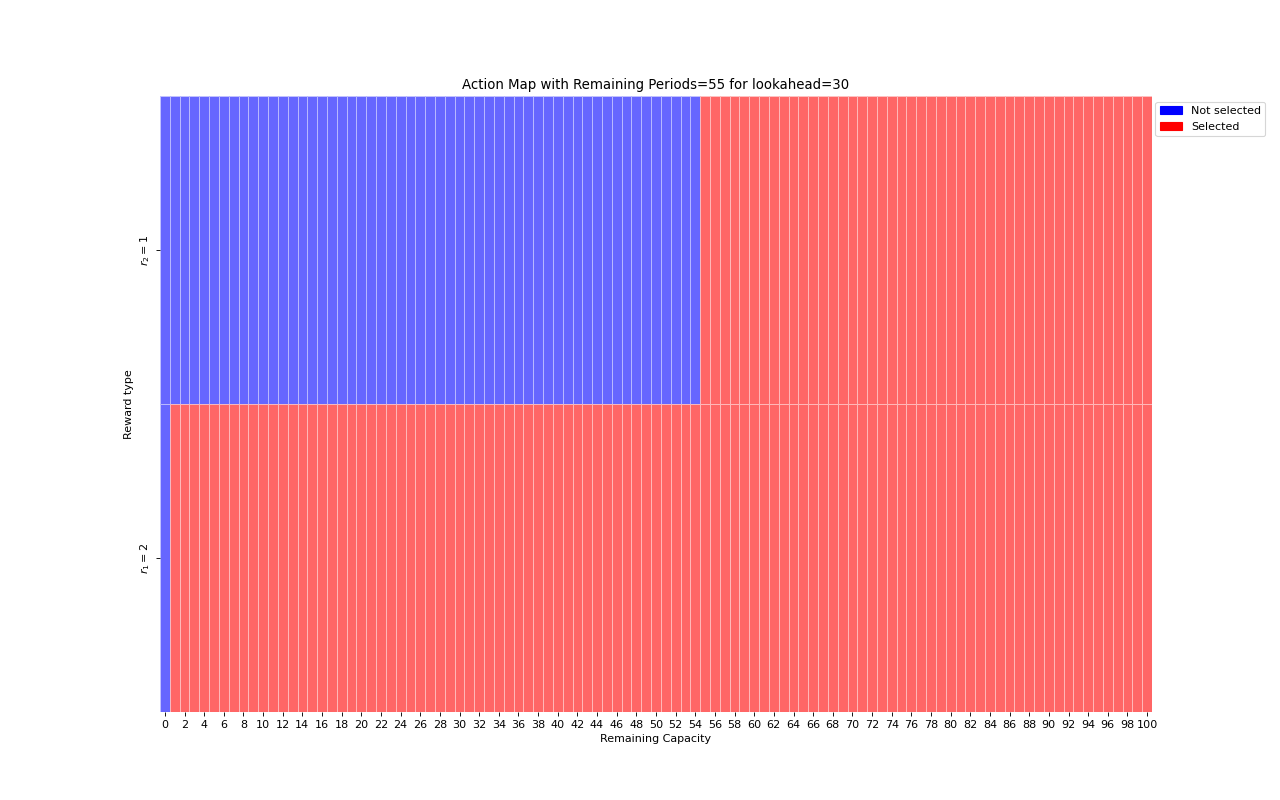 Action Map with Remaining Periods=55 for lookahead=30
Not selected
Selected
r₂ = 1
Reward type
r₁ = 2
0 2 4 6 8 10 12 14 16 18 20 22 24 26 28 30 32 34 36 38 40 42 44 46 48 50 52 54 56 58 60 62 64 66 68 70 72 74 76 78 80 82 84 86 88 90 92 94 96 98 100
Remaining Capacity